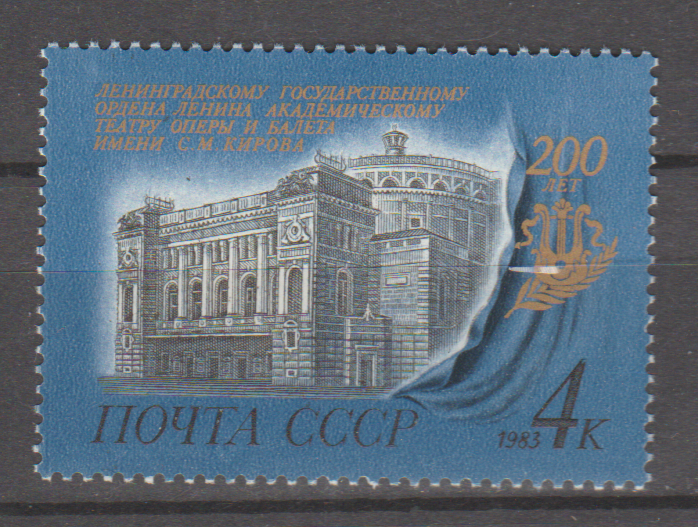 ЛЕНИНГРАДСКОМУ ГОСУДАРСТВЕННОМУ
ОРДЕНА ЛЕНИНА АКАДЕМИЧЕСКОМУ
ТЕАТРУ ОПЕРЫ И БАЛЕТА
ИМЕНИ С.М.КИРОВА
200
ЛЕТ
ПОЧТА СССР
1983 4К